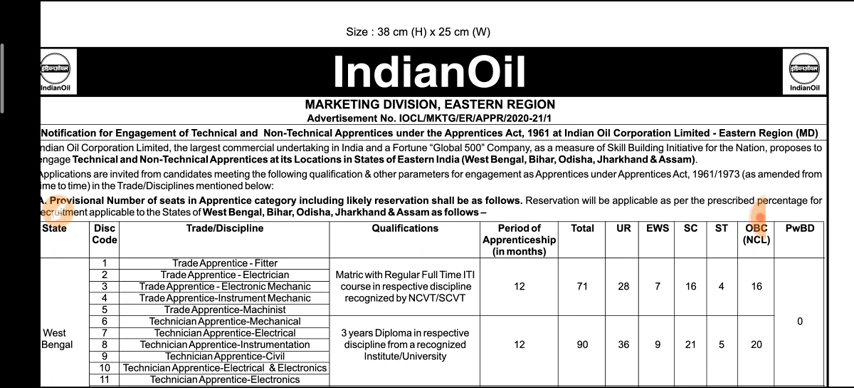 Size : 38 cm (H) x 25 cm (W)
इंडियनऑयल
IndianOil
IndianOil
इंडियनऑयल
IndianOil
MARKETING DIVISION, EASTERN REGION
Advertisement No. IOCL/MKTG/ER/APPR/2020-21/1
Notification for Engagement of Technical and Non-Technical Apprentices under the Apprentices Act, 1961 at Indian Oil Corporation Limited - Eastern Region (MD)
ndian Oil Corporation Limited, the largest commercial undertaking in India and a Fortune “Global 500” Company, as a measure of Skill Building Initiative for the Nation, proposes to
engage Technical and Non-Technical Apprentices at its Locations in States of Eastern India (West Bengal, Bihar, Odisha, Jharkhand & Assam).
Applications are invited from candidates meeting the following qualification & other parameters for engagement as Apprentices under Apprentices Act, 1961/1973 (as amended from
ime to time) in the Trade/Disciplines mentioned below:
A. Provisional Number of seats in Apprentice category including likely reservation shall be as follows. Reservation will be applicable as per the prescribed percentage for
ecruitment applicable to the States of West Bengal, Bihar, Odisha, Jharkhand & Assam as follows –
State Disc Code Trade/Discipline Qualifications Period of Apprenticeship (in months) Total UR EWS SC ST OBC (NCL) PwBD
West Bengal
1 Trade Apprentice - Fitter
2 Trade Apprentice - Electrician
3 Trade Apprentice - Electronic Mechanic
4 Trade Apprentice-Instrument Mechanic
5 Trade Apprentice-Machinist
Matric with Regular Full Time ITI
course in respective discipline
recognized by NCVT/SCVT
12 71 28 7 16 4 16
0
6 Technician Apprentice-Mechanical
7 Technician Apprentice-Electrical
8 Technician Apprentice-Instrumentation
9 Technician Apprentice-Civil
10 Technician Apprentice-Electrical & Electronics
11 Technician Apprentice-Electronics
3 years Diploma in respective
discipline from a recognized
Institute/University
12 90 36 9 21 5 20